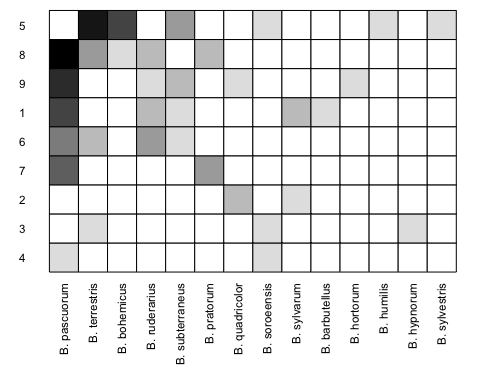 5
8
9
1
6
7
2
3
4
B. pascuorum
B. terrestris
B. bohemicus
B. ruderarius
B. subterraneus
B. pratorum
B. quadricolor
B. soroeensis
B. sylvarum
B. barbutellus
B. hortorum
B. humilis
B. hypnorum
B. sylvestris